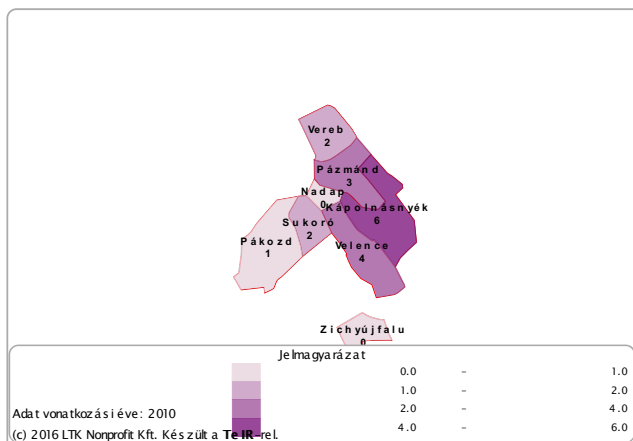 Vereb
2
Pázmánd
3
Nadap
0
Kápolnásnyék
6
Sukoró
2
Pákozd
1
Velence
4
Zichyújfalu
0
Jelmagyarázat
0.0 – 1.0
1.0 – 2.0
2.0 – 4.0
4.0 – 6.0
Adat vonatkozási éve: 2010
(c) 2016 LTK Nonprofit Kft. Készült a TeIR-rel.